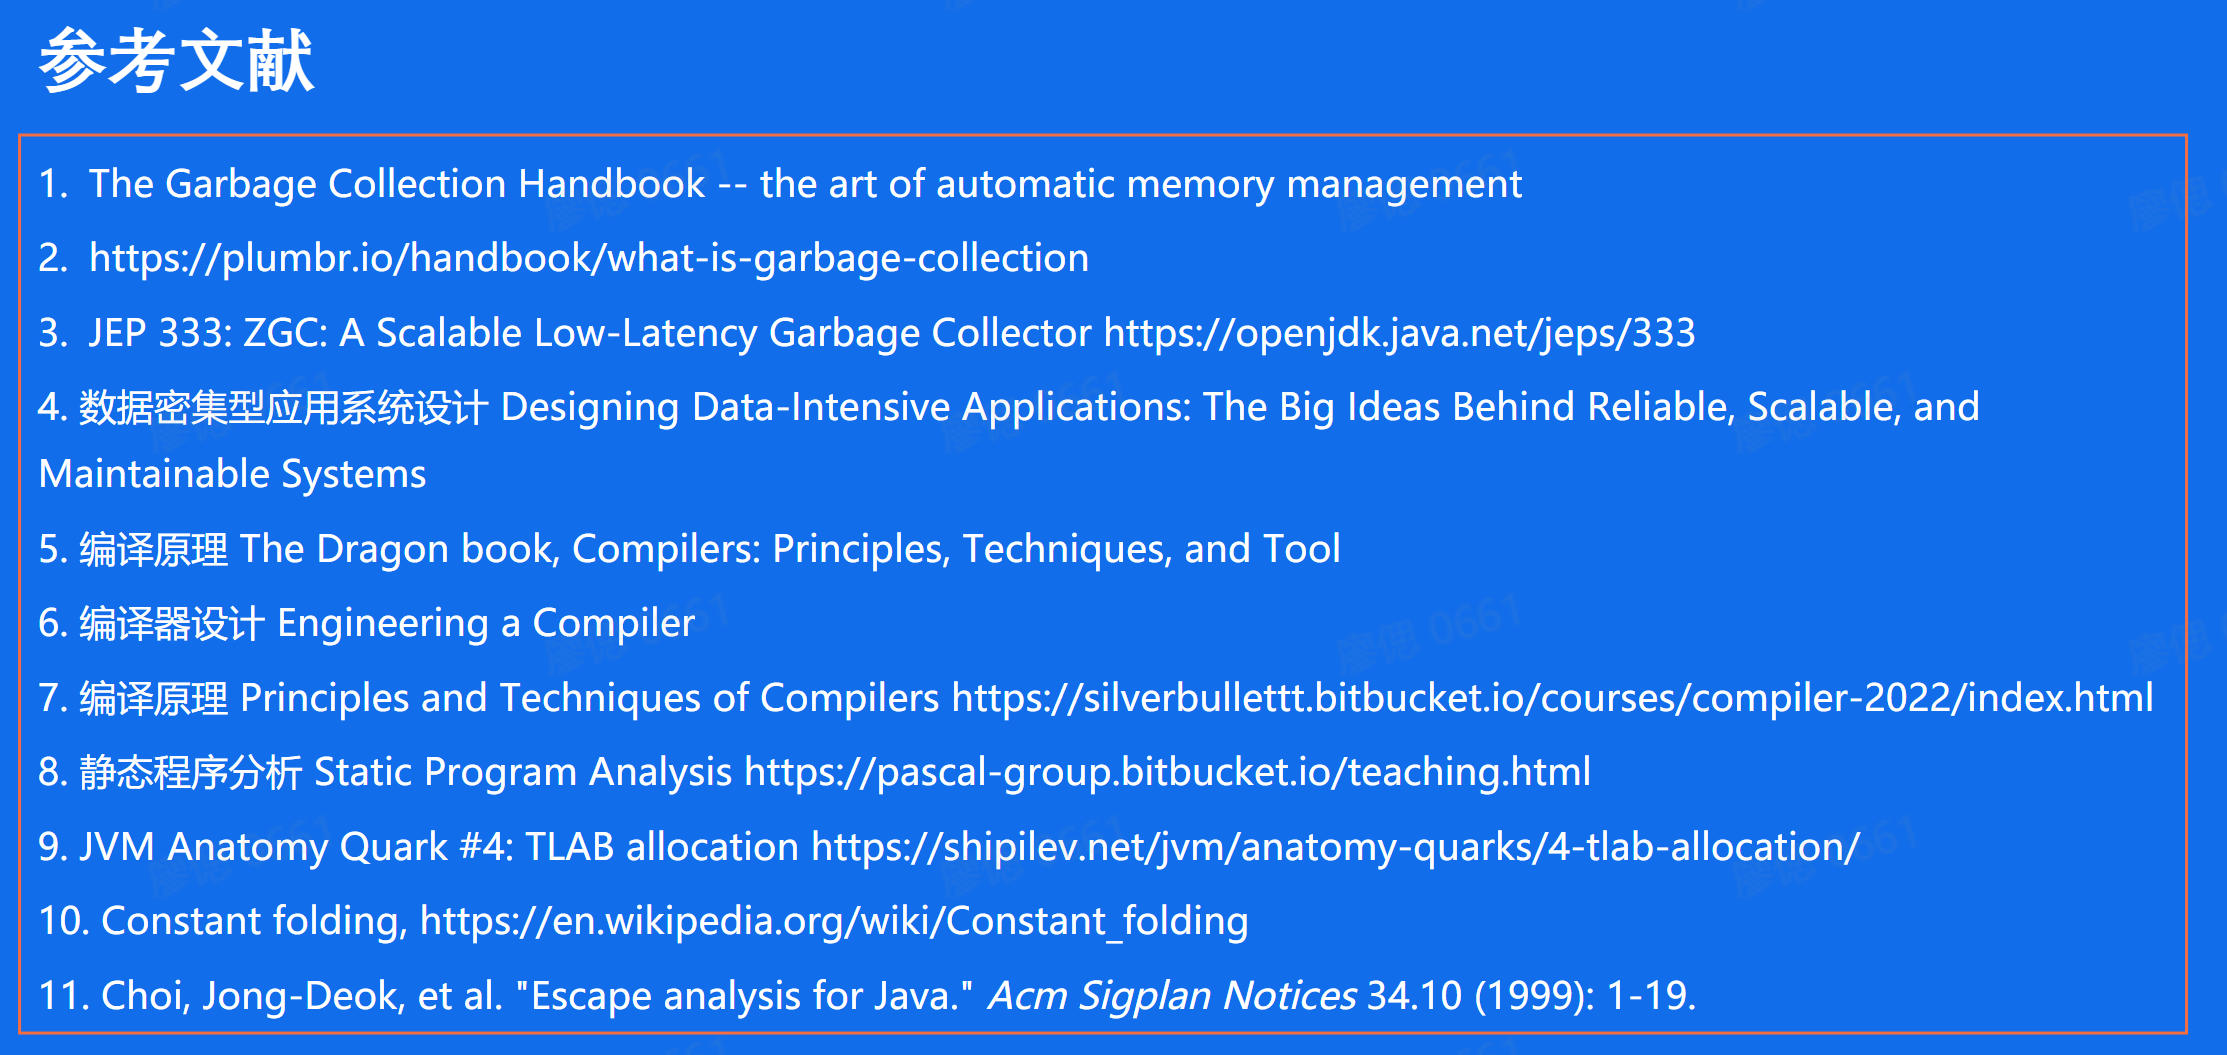 参考文献
1. The Garbage Collection Handbook -- the art of automatic memory management
2. https://plumbr.io/handbook/what-is-garbage-collection
3. JEP 333: ZGC: A Scalable Low-Latency Garbage Collector https://openjdk.java.net/jeps/333
4. 数据密集型应用系统设计 Designing Data-Intensive Applications: The Big Ideas Behind Reliable, Scalable, and
Maintainable Systems
5. 编译原理 The Dragon book, Compilers: Principles, Techniques, and Tool
6. 编译器设计 Engineering a Compiler
7. 编译原理 Principles and Techniques of Compilers https://silverbullettt.bitbucket.io/courses/compiler-2022/index.html
8. 静态程序分析 Static Program Analysis https://pascal-group.bitbucket.io/teaching.html
9. JVM Anatomy Quark #4: TLAB allocation https://shipilev.net/jvm/anatomy-quarks/4-tlab-allocation/
10. Constant folding, https://en.wikipedia.org/wiki/Constant_folding
11. Choi, Jong-Deok, et al. "Escape analysis for Java." Acm Sigplan Notices 34.10 (1999): 1-19.